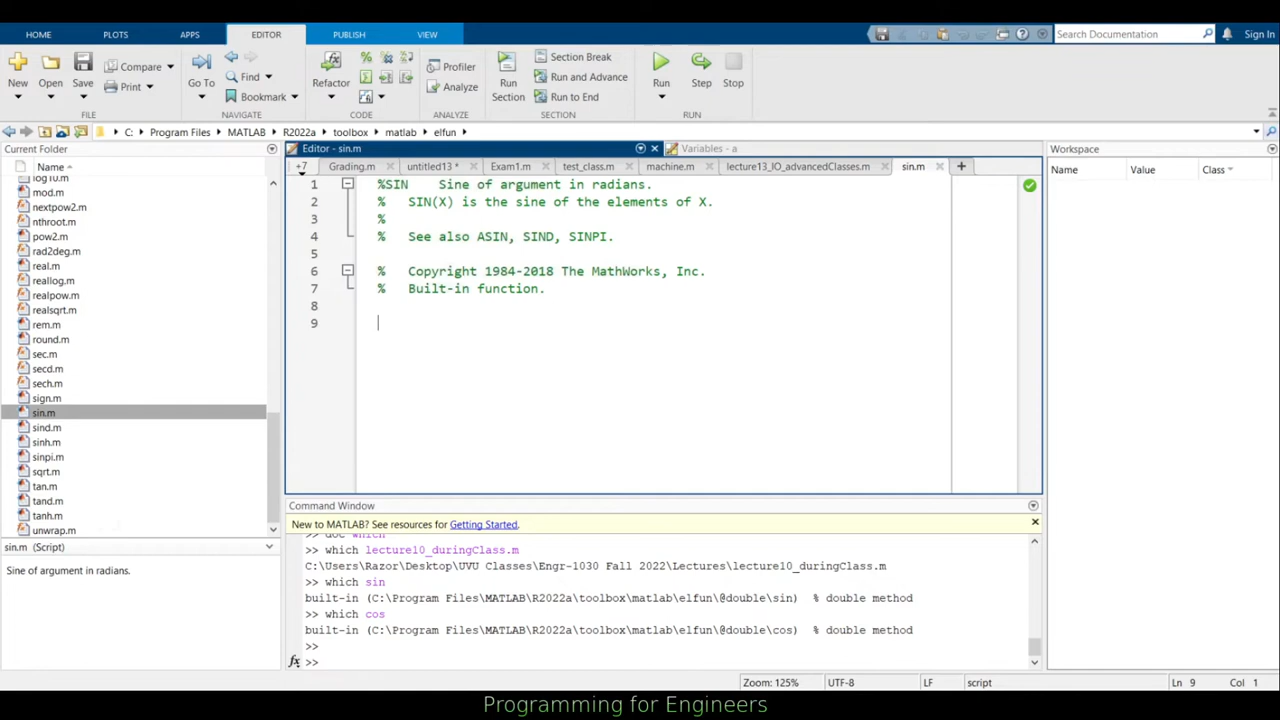 HOME PLOTS APPS EDITOR PUBLISH VIEW Search Documentation Sign In
New Open Save Compare Print
Go To Find Bookmark
Refactor
Profiler Analyze
Run Section Section Break Run and Advance Run to End
Run Step Stop
FILE NAVIGATE CODE ANALYZE SECTION RUN
C: Program Files MATLAB R2022a toolbox matlab elfun
Current Folder
Name
log10.m
mod.m
nextpow2.m
nthroot.m
pow2.m
rad2deg.m
real.m
reallog.m
realpow.m
realsqrt.m
rem.m
round.m
sec.m
secd.m
sech.m
sign.m
sin.m
sind.m
sinh.m
sinpi.m
sqrt.m
tan.m
tand.m
tanh.m
unwrap.m
sin.m (Script)
Sine of argument in radians.
Editor - sin.m Variables - a
+7 Grading.m untitled13 * Exam1.m test_class.m machine.m lecture13_IO_advancedClasses.m sin.m
1 %SIN    Sine of argument in radians.
2 %   SIN(X) is the sine of the elements of X.
3 %
4 %   See also ASIN, SIND, SINPI.
5
6 %   Copyright 1984-2018 The MathWorks, Inc.
7 %   Built-in function.
8
9
Command Window
New to MATLAB? See resources for Getting Started.
>> doc which
>> which lecture10_duringClass.m
C:\Users\Razor\Desktop\UVU Classes\Engr-1030 Fall 2022\Lectures\lecture10_duringClass.m
>> which sin
built-in (C:\Program Files\MATLAB\R2022a\toolbox\matlab\elfun\@double\sin)  % double method
>> which cos
built-in (C:\Program Files\MATLAB\R2022a\toolbox\matlab\elfun\@double\cos)  % double method
>>
fx >>
Workspace
Name Value Class
Zoom: 125% UTF-8 LF script Ln 9 Col 1
Programming for Engineers